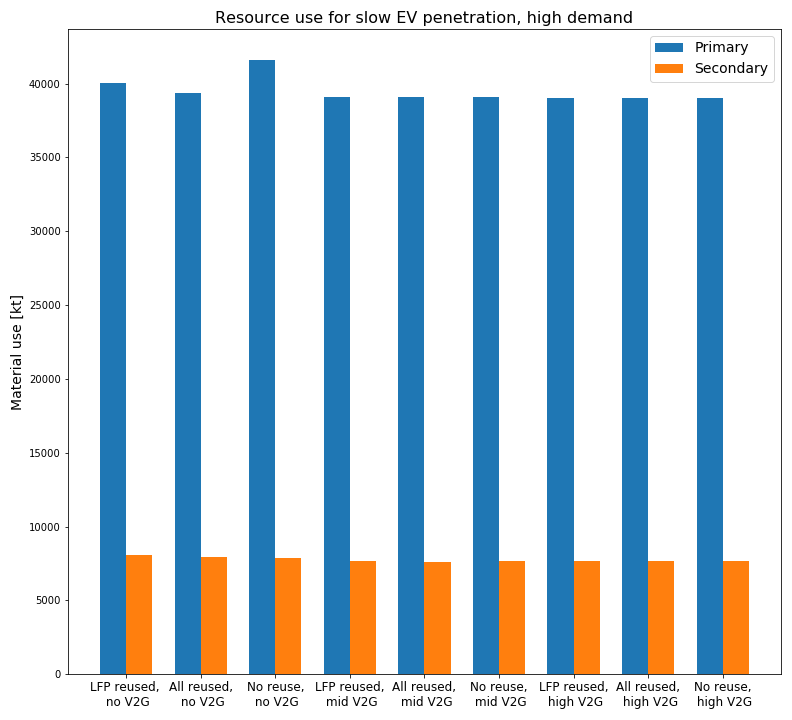 Resource use for slow EV penetration, high demand
Primary
Secondary
Material use [kt]
40000
35000
30000
25000
20000
15000
10000
5000
0
LFP reused,
no V2G
All reused,
no V2G
No reuse,
no V2G
LFP reused,
mid V2G
All reused,
mid V2G
No reuse,
mid V2G
LFP reused,
high V2G
All reused,
high V2G
No reuse,
high V2G